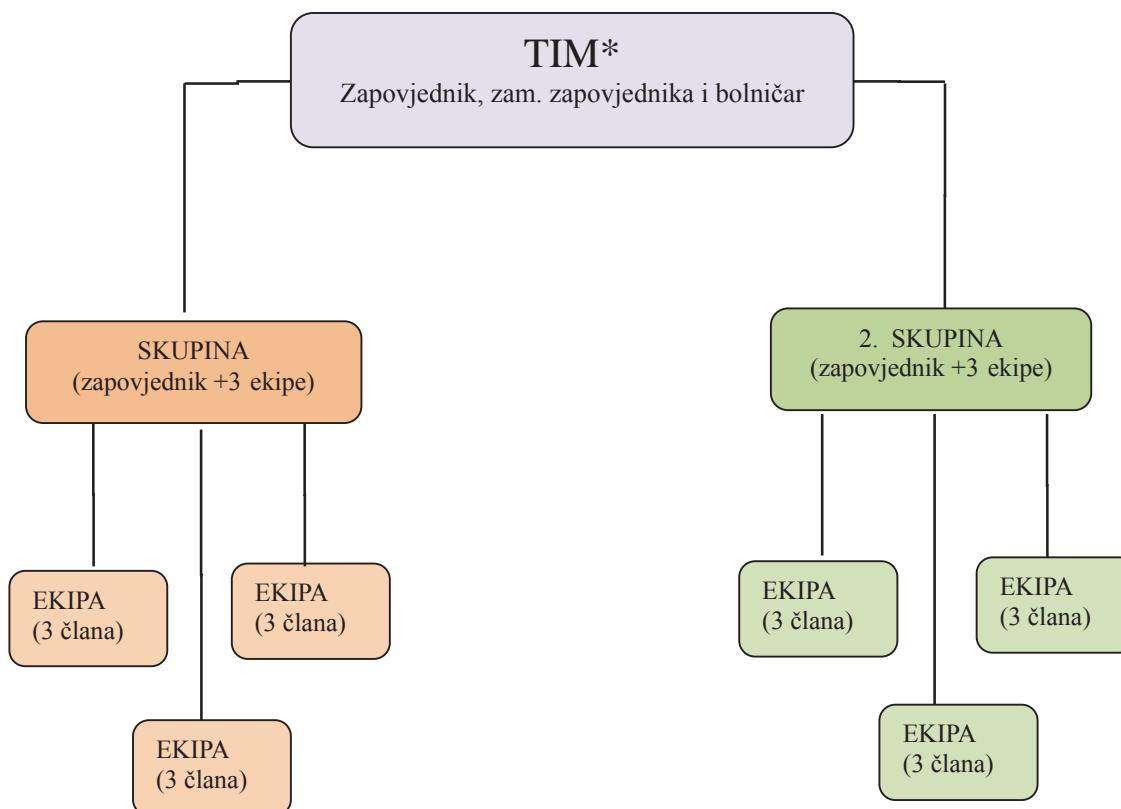 TIM*
Zapovjednik, zam. zapovjednika i bolničar
SKUPINA
(zapovjednik +3 ekipe)
2. SKUPINA
(zapovjednik +3 ekipe)
EKIPA
(3 člana)
EKIPA
(3 člana)
EKIPA
(3 člana)
EKIPA
(3 člana)
EKIPA
(3 člana)
EKIPA
(3 člana)